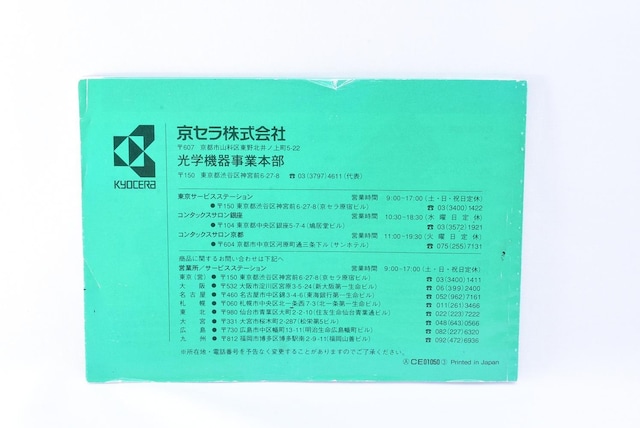 KYOCERA
京セラ株式会社
〒607 京都市山科区東野北井ノ上町5-22
光学機器事業本部
〒150 東京都渋谷区神宮前6-27-8 ☎ 03(3797)4611(代表)
東京サービスステーション 営業時間 9:00-17:00(土・日・祝日定休)
●〒150 東京都渋谷区神宮前6-27-8(京セラ原宿ビル) ☎ 03(3400)1422
コンタックスサロン銀座 営業時間 10:30-18:30(水曜日定休)
●〒104 東京都中央区銀座5-7-4(鳩居堂ビル) ☎ 03(3572)1921
コンタックスサロン京都 営業時間 11:00-19:30(火曜日定休)
●〒604 京都市中京区河原町通三条下ル(サンホテル) ☎ 075(255)7131
商品に関するお問い合わせは下記へ
営業所/サービスステーション 営業時間 9:00-17:00(土・日・祝日定休)
東京(営) ●〒150 東京都渋谷区神宮前6-27-8(京セラ原宿ビル) ☎ 03(3400)1411
大阪 ●〒532 大阪市淀川区宮原3-5-24(新大阪第一生命ビル) ☎ 06(399)2400
名古屋 ●〒460 名古屋市中区錦3-4-6(東海銀行第一生命ビル) ☎ 052(962)7161
札幌 ●〒060 札幌市中央区北一条西7-3(北一条第一生命ビル) ☎ 011(261)9466
東北 ●〒980 仙台市青葉区大町2-2-10(住友生命仙台青葉通ビル) ☎ 022(223)7222
大宮 ●〒331 大宮市桜木町2-287(松栄第5ビル) ☎ 048(643)0566
広島 ●〒730 広島市中区幟町13-11(明治生命広島幟町ビル) ☎ 082(227)6320
九州 ●〒812 福岡市博多区博多駅南2-9-11(福岡山善ビル) ☎ 092(472)6936
※所在地・電話番号を予告なく変更することがありますのでご了承ください。
CE01050 Printed in Japan